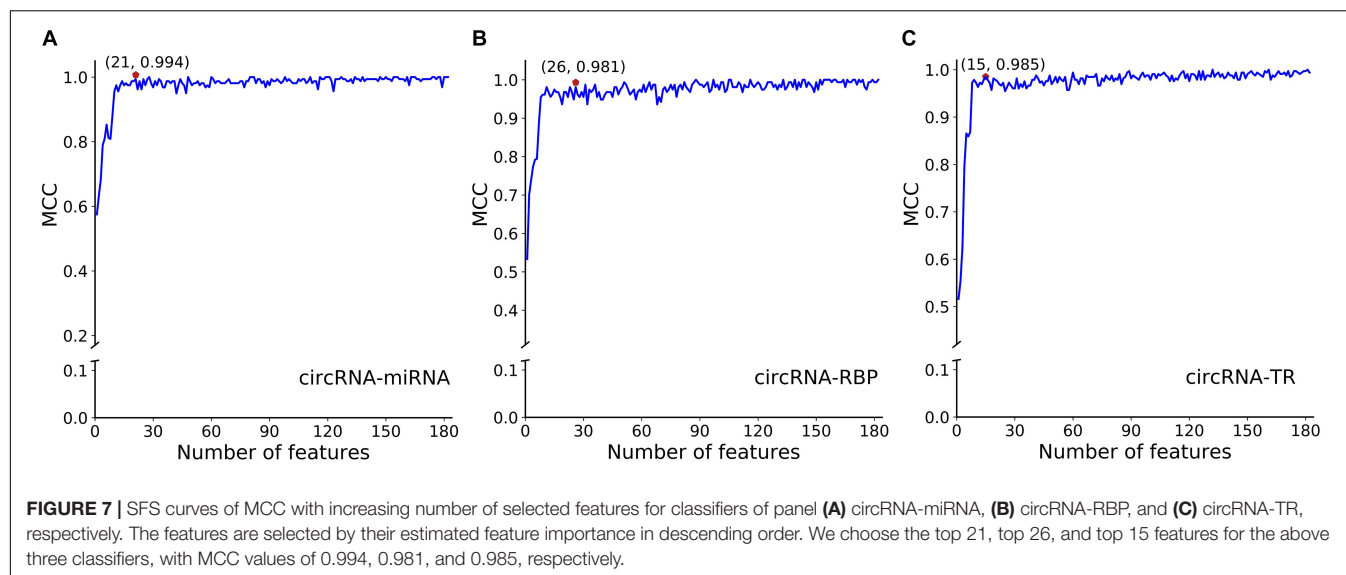 A
(21, 0.994)
1.0
0.8
0.6
0.4
0.2
0.1
0.0
MCC
circRNA-miRNA
0 30 60 90 120 150 180
Number of features
B
(26, 0.981)
1.0
0.9
0.8
0.7
0.6
0.5
0.4
0.1
0.0
MCC
circRNA-RBP
0 30 60 90 120 150 180
Number of features
C
(15, 0.985)
1.0
0.9
0.8
0.7
0.6
0.5
0.1
0.0
MCC
circRNA-TR
0 30 60 90 120 150 180
Number of features
FIGURE 7 | SFS curves of MCC with increasing number of selected features for classifiers of panel (A) circRNA-miRNA, (B) circRNA-RBP, and (C) circRNA-TR,
respectively. The features are selected by their estimated feature importance in descending order. We choose the top 21, top 26, and top 15 features for the above
three classifiers, with MCC values of 0.994, 0.981, and 0.985, respectively.